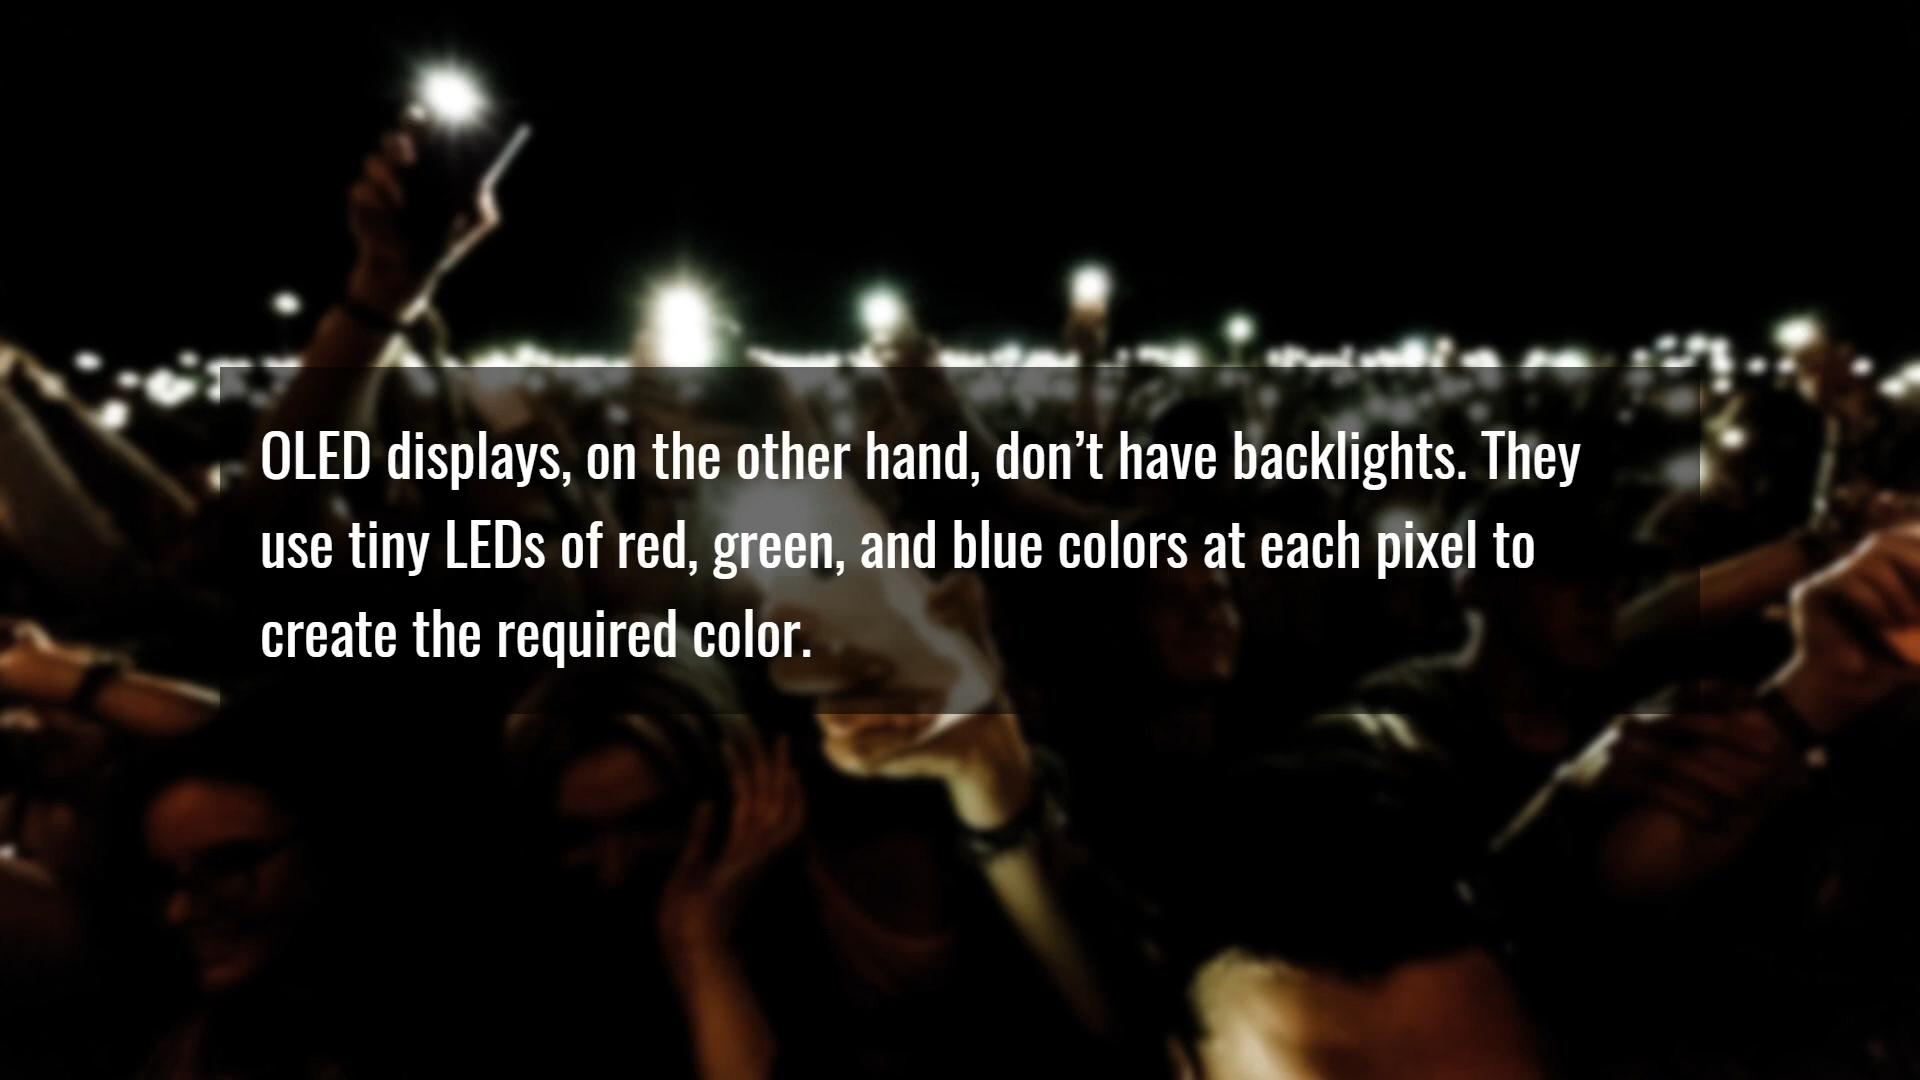 OLED displays, on the other hand, don’t have backlights. They
use tiny LEDs of red, green, and blue colors at each pixel to
create the required color.